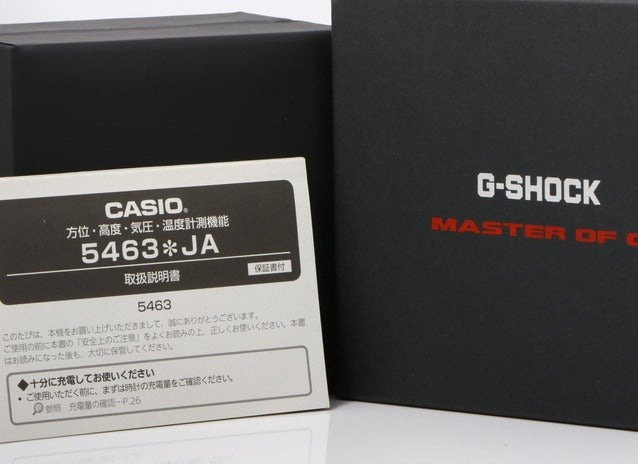 CASIO®
方位・高度・気圧・温度計測機能
5463*JA
取扱説明書
保証書付
5463
このたびは、本機をお買い上げいただきまして、誠にありがとうございます。
ご使用の前に本書の「安全上のご注意」をよくお読みの上、正しくお使いください。本書
はお読みになった後も、大切に保管してください。
◆十分に充電してお使いください
• ご使用いただく前に、まずは時計の充電量をご確認ください。
参照 充電量の確認…P.26
G-SHOCK
MASTER OF G